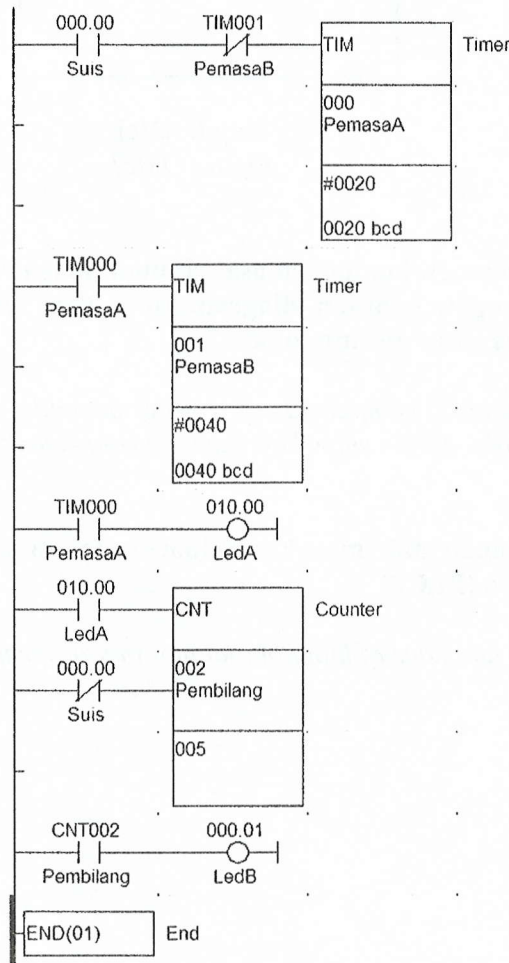 000.00 TIM001
TIM Timer
Suis PemasaB
000
PemasaA
#0020
0020 bcd
TIM000
TIM Timer
PemasaA
001
PemasaB
#0040
0040 bcd
TIM000 010.00
PemasaA LedA
010.00
CNT Counter
LedA
000.00 002
Pembilang
Suis
005
CNT002 000.01
Pembilang LedB
END(01) End